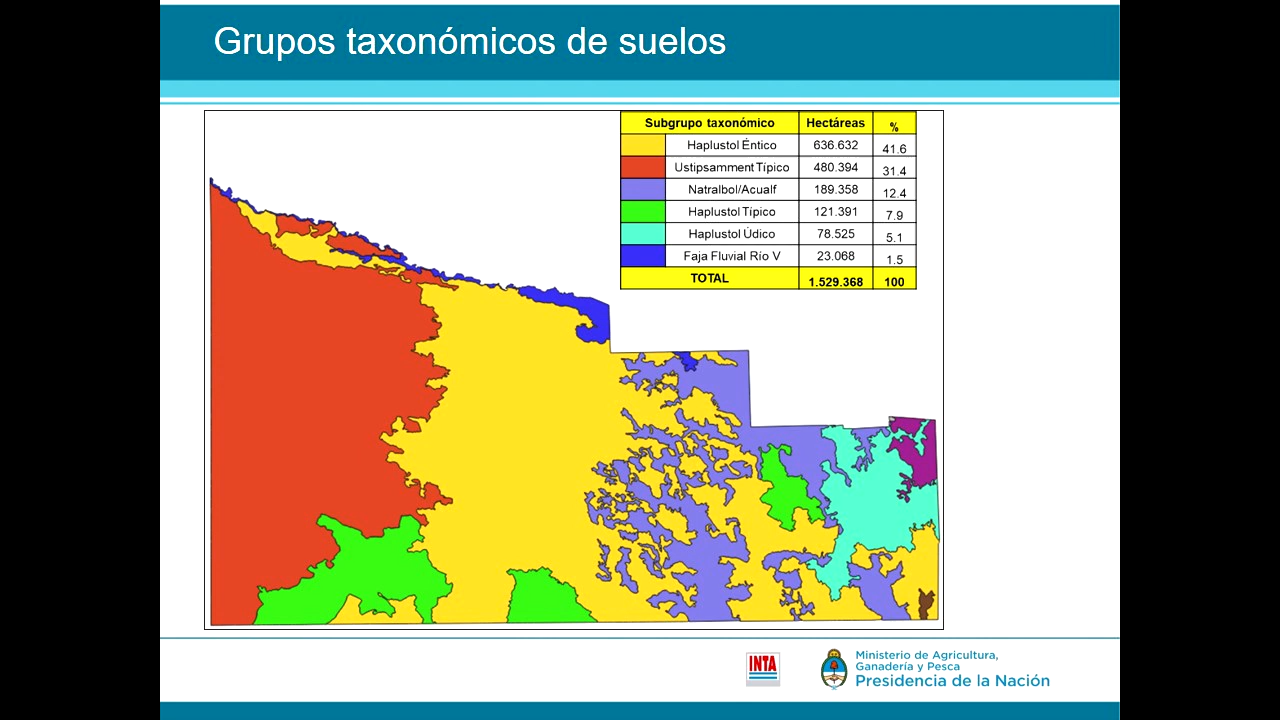 Grupos taxonómicos de suelos
Subgrupo taxonómico Hectáreas %
Haplustol Éntico 636.632 41.6
Ustipsamment Típico 480.394 31.4
Natralbol/Acualf 189.358 12.4
Haplustol Típico 121.391 7.9
Haplustol Údico 78.525 5.1
Faja Fluvial Río V 23.068 1.5
TOTAL 1.529.368 100
INTA
Ministerio de Agricultura,
Ganadería y Pesca
Presidencia de la Nación